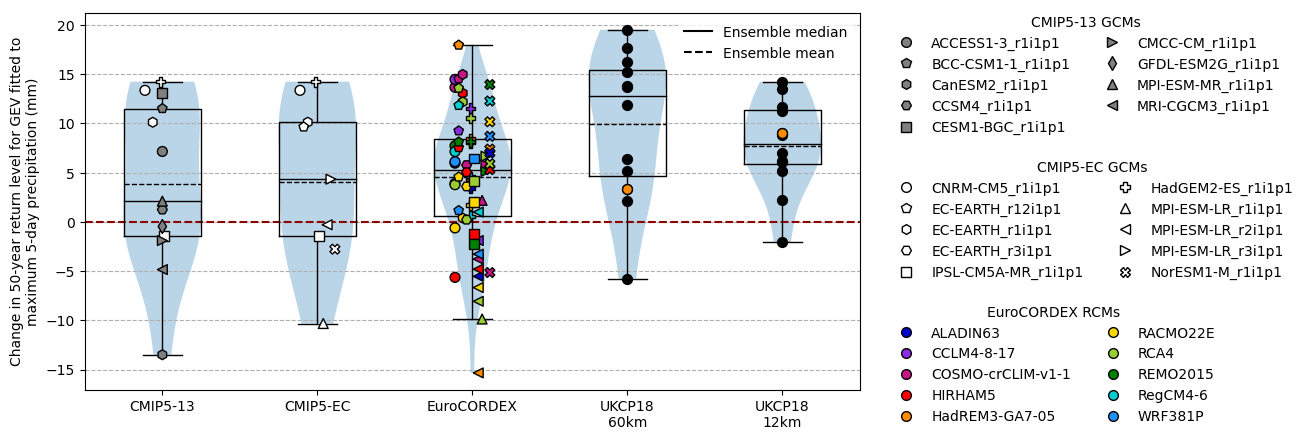 Change in 50-year return level for GEV fitted to
maximum 5-day precipitation (mm)
20
15
10
5
0
−5
−10
−15
Ensemble median
Ensemble mean
CMIP5-13
CMIP5-EC
EuroCORDEX
UKCP18
60km
UKCP18
12km
CMIP5-13 GCMs
ACCESS1-3_r1i1p1
BCC-CSM1-1_r1i1p1
CanESM2_r1i1p1
CCSM4_r1i1p1
CESM1-BGC_r1i1p1
CMCC-CM_r1i1p1
GFDL-ESM2G_r1i1p1
MPI-ESM-MR_r1i1p1
MRI-CGCM3_r1i1p1
CMIP5-EC GCMs
CNRM-CM5_r1i1p1
EC-EARTH_r12i1p1
EC-EARTH_r1i1p1
EC-EARTH_r3i1p1
IPSL-CM5A-MR_r1i1p1
HadGEM2-ES_r1i1p1
MPI-ESM-LR_r1i1p1
MPI-ESM-LR_r2i1p1
MPI-ESM-LR_r3i1p1
NorESM1-M_r1i1p1
EuroCORDEX RCMs
ALADIN63
CCLM4-8-17
COSMO-crCLIM-v1-1
HIRHAM5
HadREM3-GA7-05
RACMO22E
RCA4
REMO2015
RegCM4-6
WRF381P